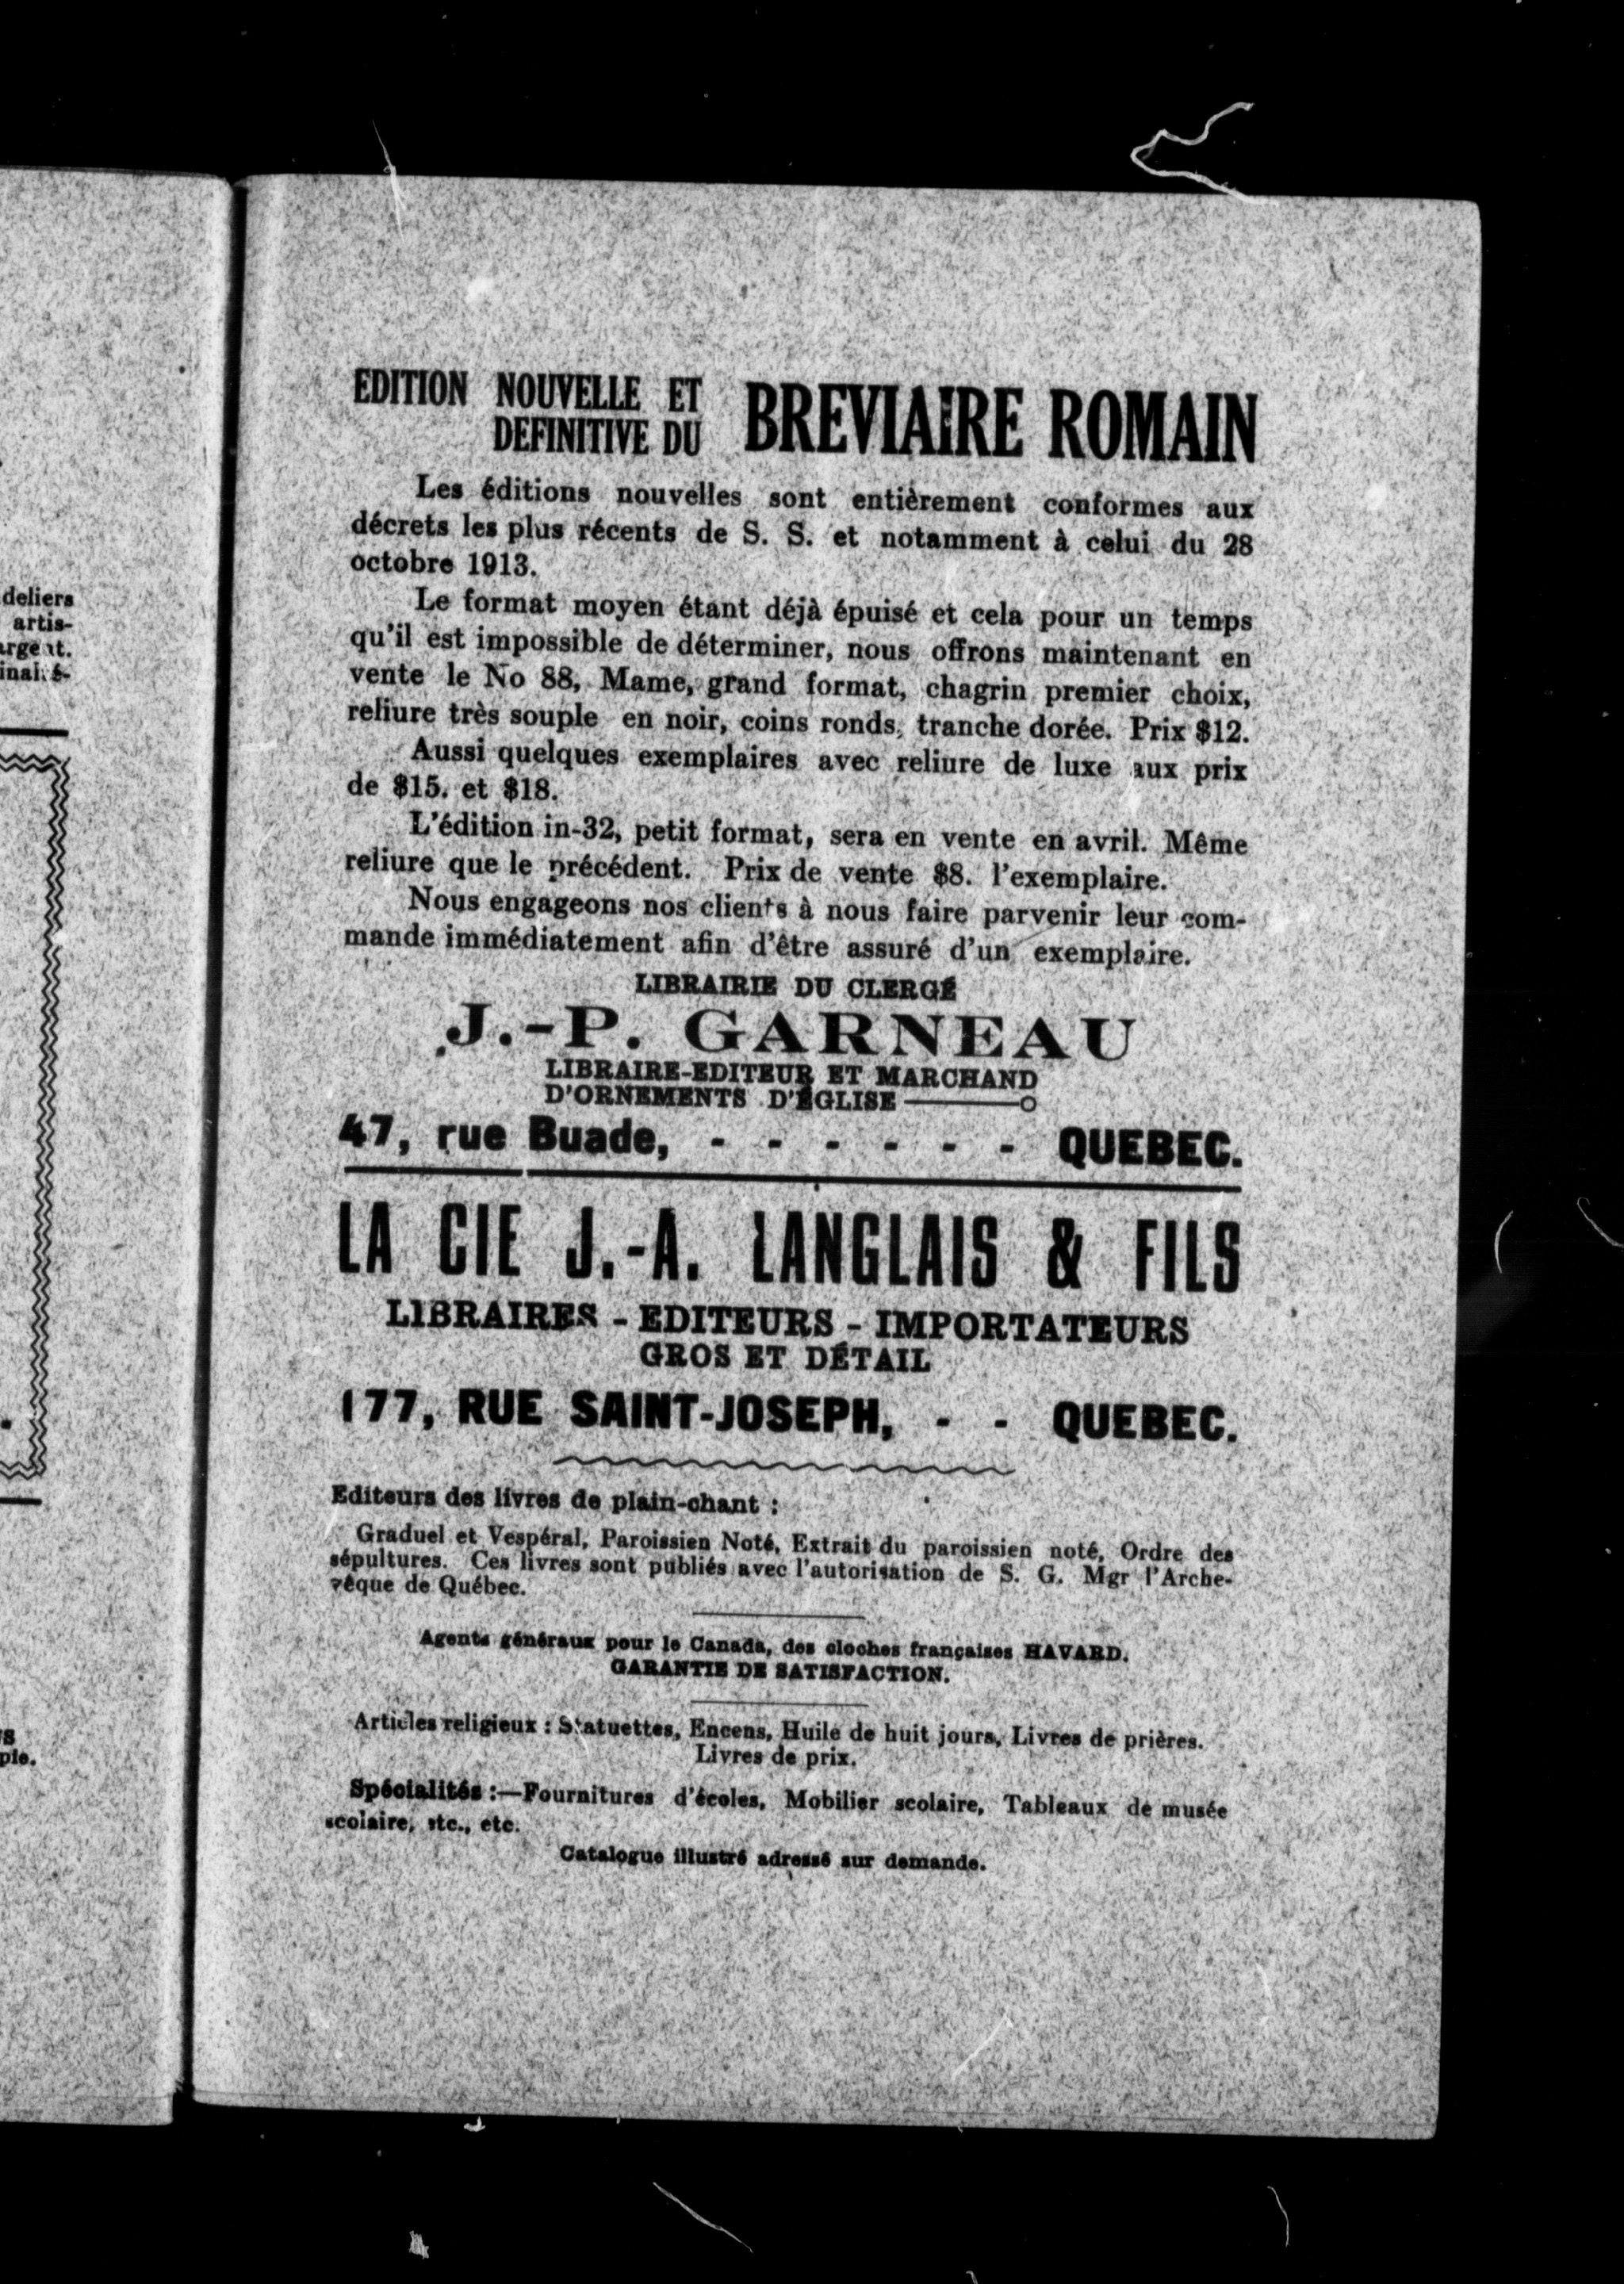 deliers
artis-
EDITION NOUVELLE ET
DEFINITIVE DU
BREVIAIRE ROMAIN
Les éditions nouvelles sont entièrement conformes aux
décrets les plus récents de S. S. et notamment à celui du 28
octobre 1913.
Le format moyen étant déjà épuisé et cela pour un temps
qu'il est impossible de déterminer, nous offrons maintenant en
vente le No 88, Mame, grand format, chagrin premier choix,
reliure très souple en noir, coins ronds, tranche dorée. Prix $12.
Aussi quelques exemplaires avec reliure de luxe aux prix
de $15. et $18.
L'édition in-32, petit format, sera en vente en avril. Même
reliure que le précédent. Prix de vente $8. l'exemplaire.
Nous engageons nos clients à nous faire parvenir leur com-
mande immédiatement afin d'être assuré d'un exemplaire.
LIBRAIRIE DU CLERGÉ
J.-P. GARNEAU
LIBRAIRE-EDITEUR ET MARCHAND
D'ORNEMENTS D'ÉGLISE
47, rue Buade, - - - - - - QUEBEC.
LA CIE J.-A. LANGLAIS & FILS
LIBRAIRES - EDITEURS - IMPORTATEURS
GROS ET DÉTAIL
177, RUE SAINT-JOSEPH, - - QUEBEC.
Editeurs des livres de plain-chant :
Graduel et Vespéral, Paroissien Noté, Extrait du paroissien noté, Ordre des
sépultures. Ces livres sont publiés avec l'autorisation de S. G. Mgr l'Arche-
vêque de Québec.
Agents généraux pour le Canada, des cloches françaises HAVARD.
GARANTIE DE SATISFACTION.
Articles religieux : Statuettes, Encens, Huile de huit jours, Livres de prières.
Livres de prix.
Spécialités :—Fournitures d'écoles, Mobilier scolaire, Tableaux de musée
scolaire, etc., etc.
Catalogue illustré adressé sur demande.